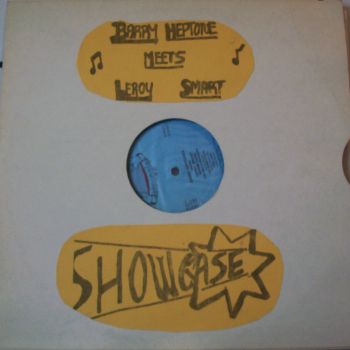 BARRY HEPTONE
MEETS
LEROY SMART
SHOWCASE